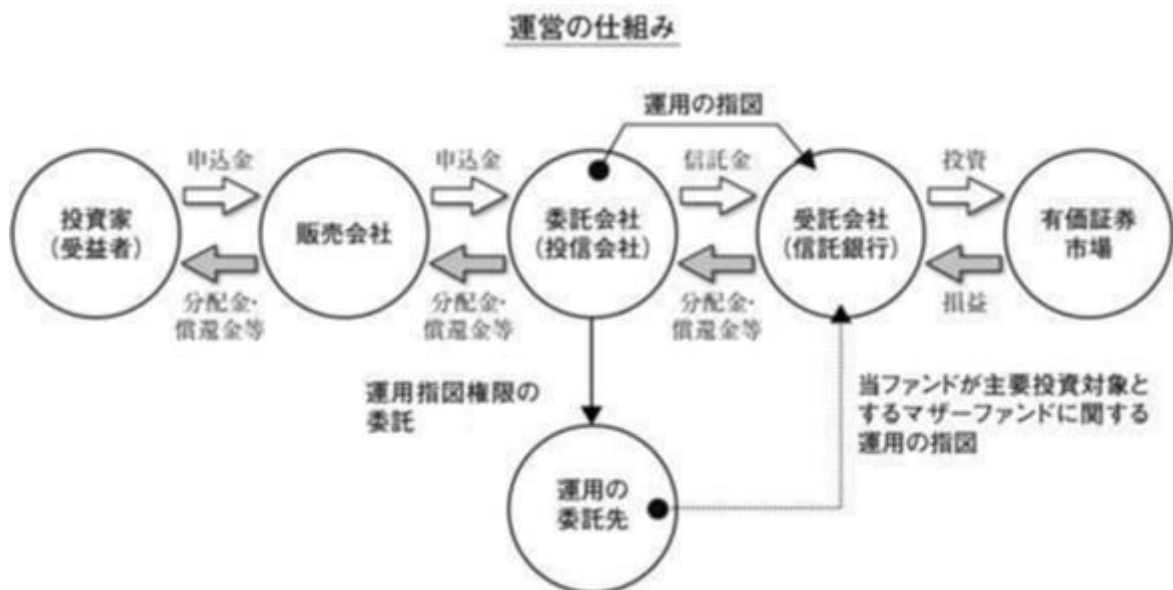 運営の仕組み
運用の指図
申込金
申込金
信託金
投資
投資家
(受益者)
販売会社
委託会社
(投信会社)
受託会社
(信託銀行)
有価証券
市場
分配金・
償還金等
分配金・
償還金等
分配金・
償還金等
損益
運用指図権限の
委託
当ファンドが主要投資対象と
するマザーファンドに関する
運用の指図
運用の
委託先